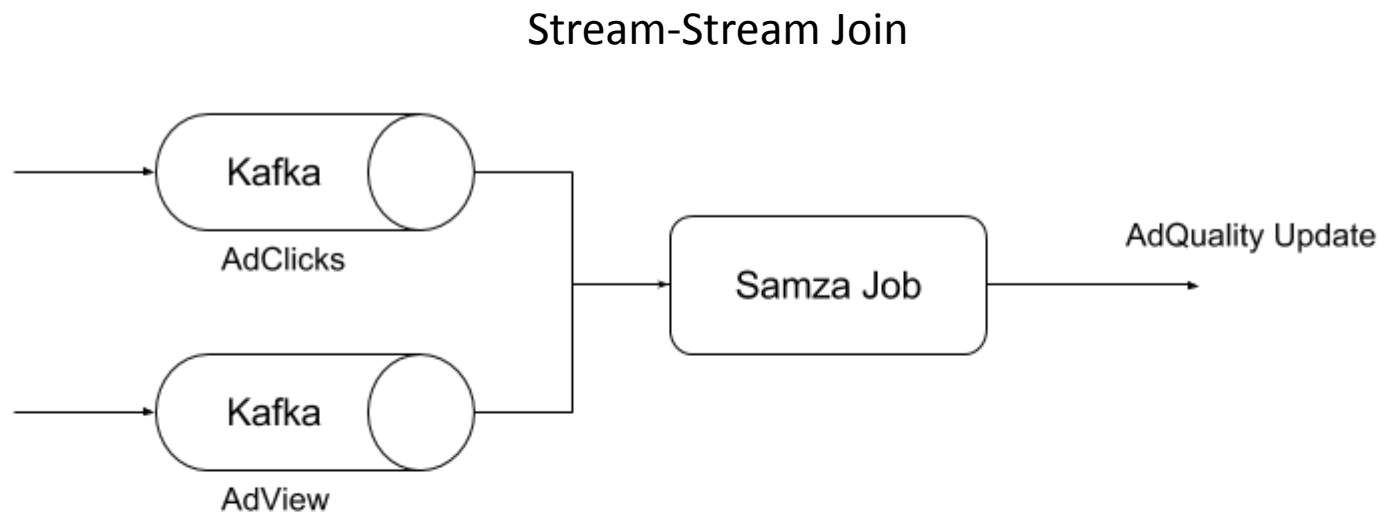 Stream-Stream Join
Kafka
AdClicks
Samza Job
AdQuality Update
Kafka
AdView